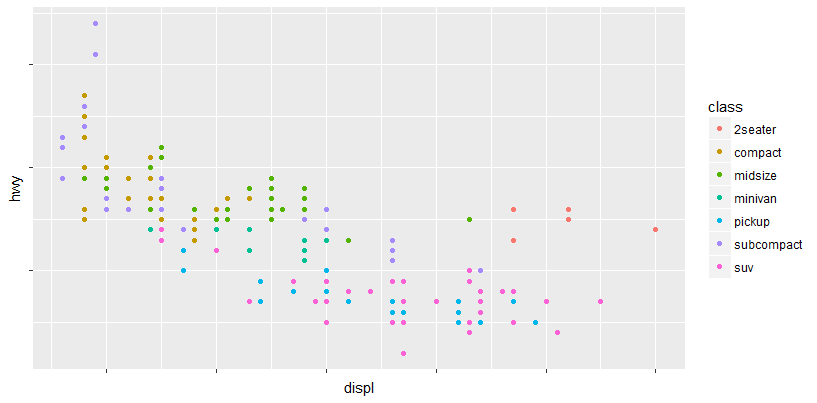 class
2seater
compact
midsize
minivan
pickup
subcompact
suv
hwy
displ